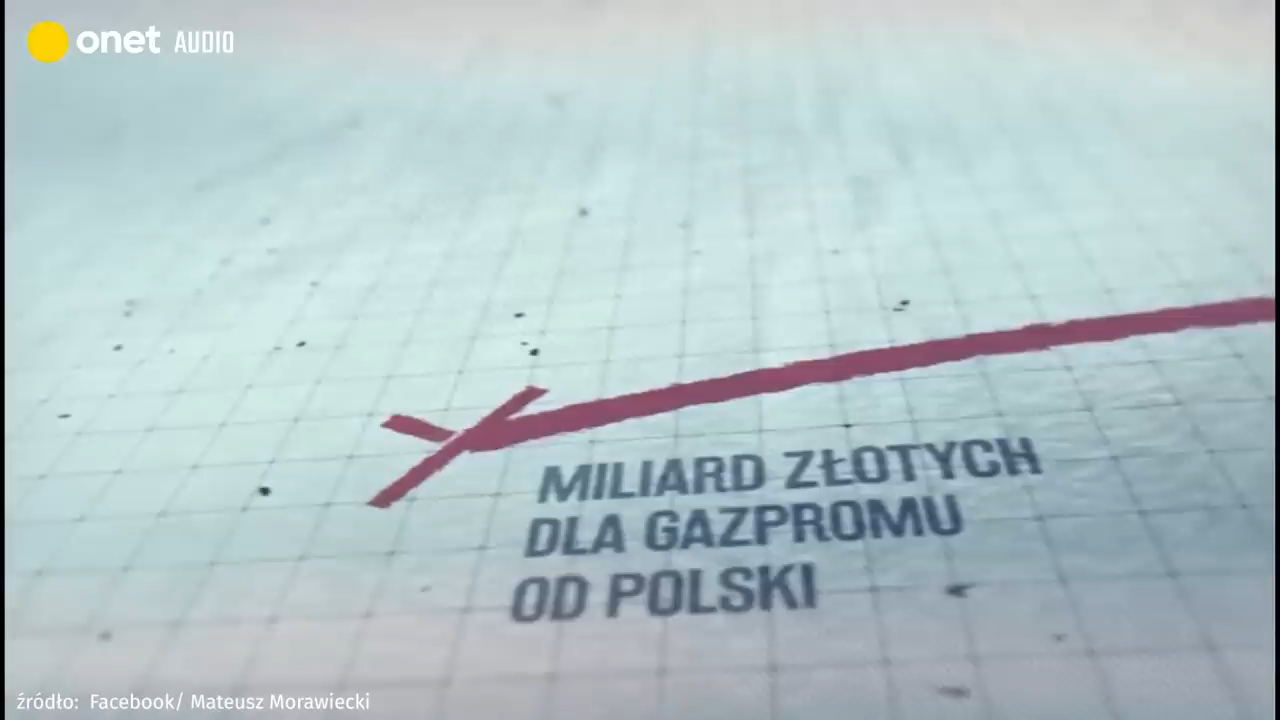 onet AUDIO
MILIARD ZŁOTYCH
DLA GAZPROMU
OD POLSKI
źródło: Facebook/ Mateusz Morawiecki